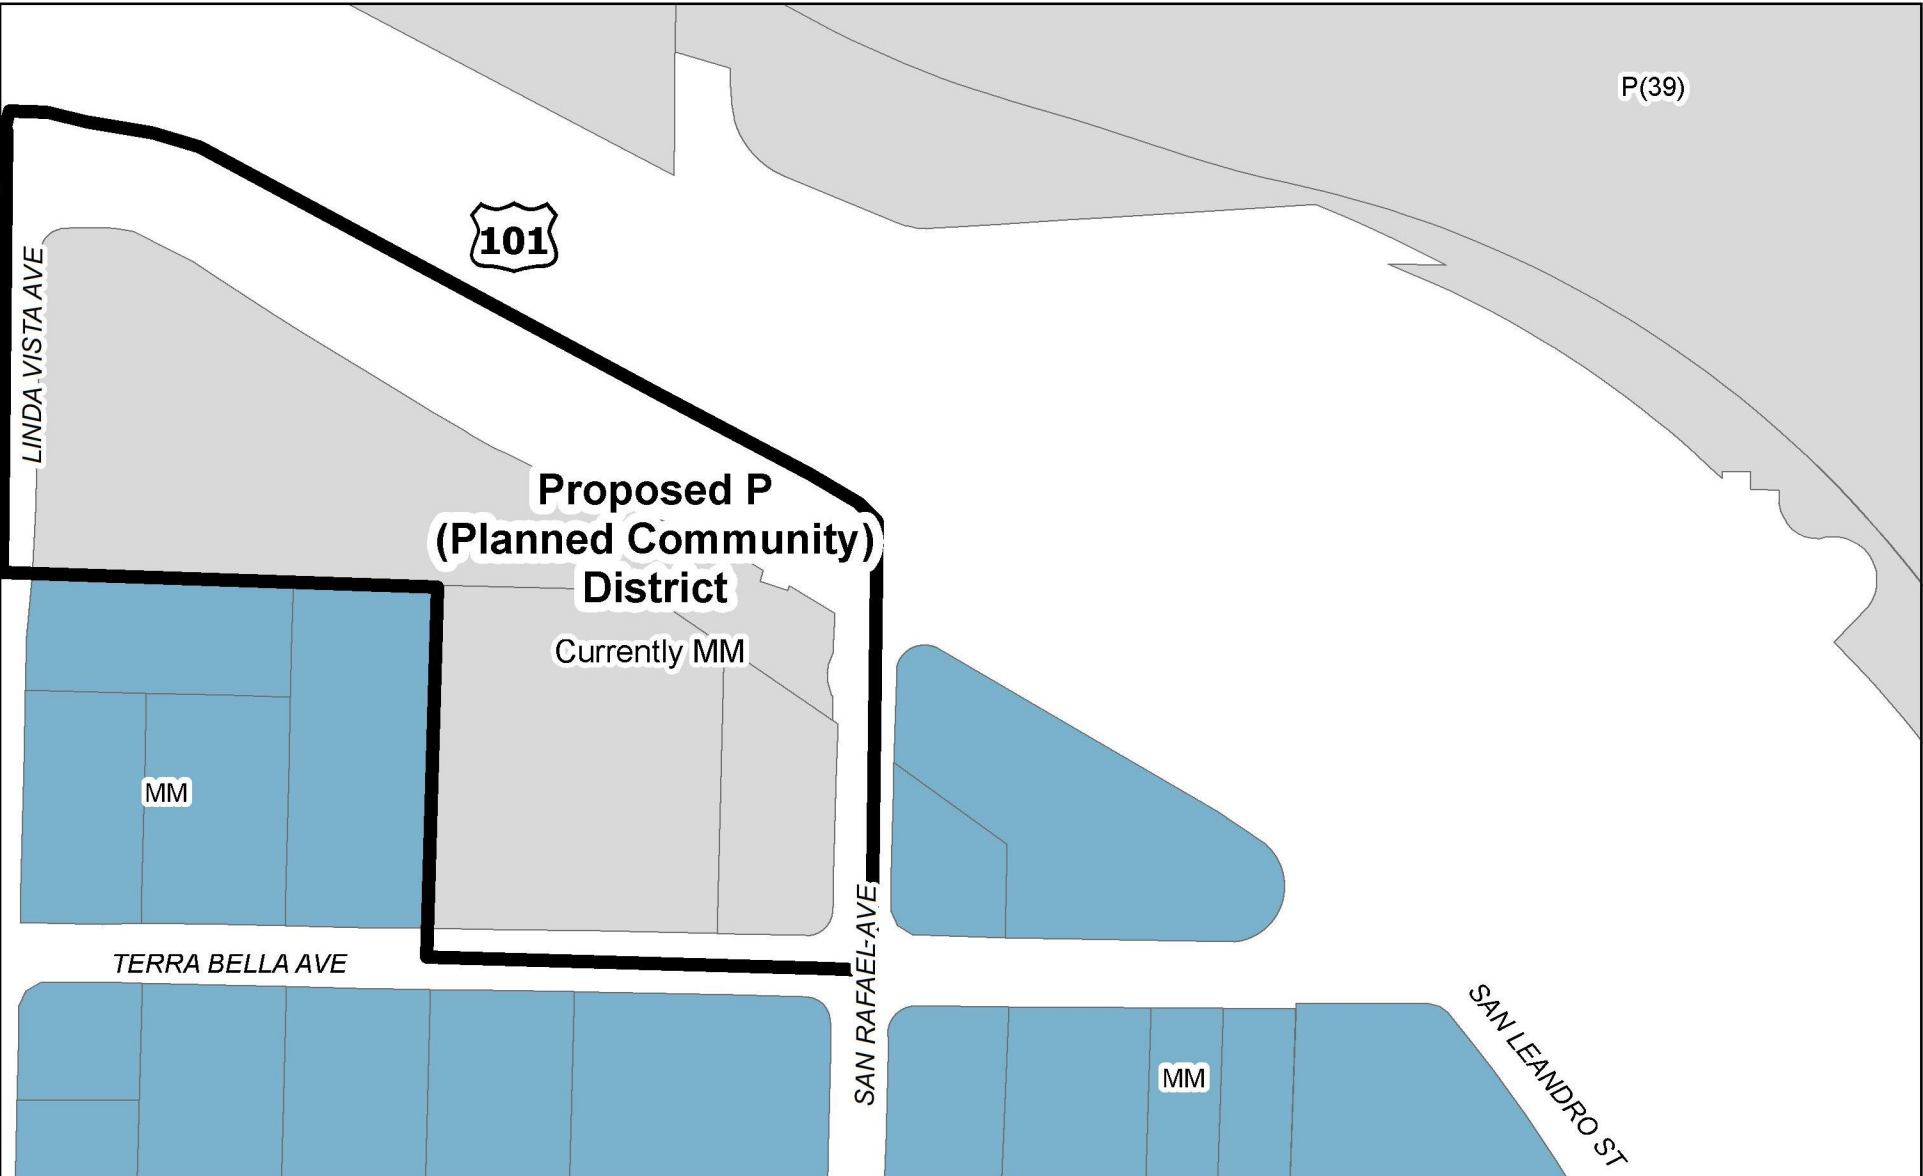 P(39)
101
LINDA VISTA AVE
Proposed P
(Planned Community)
District
Currently MM
MM
TERRA BELLA AVE
SAN RAFAEL AVE
SAN LEANDRO ST
MM